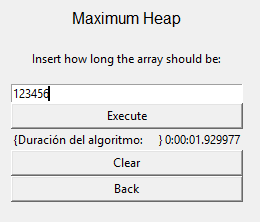 Maximum Heap
Insert how long the array should be:
123456
Execute
{Duración del algoritmo: } 0:00:01.929977
Clear
Back